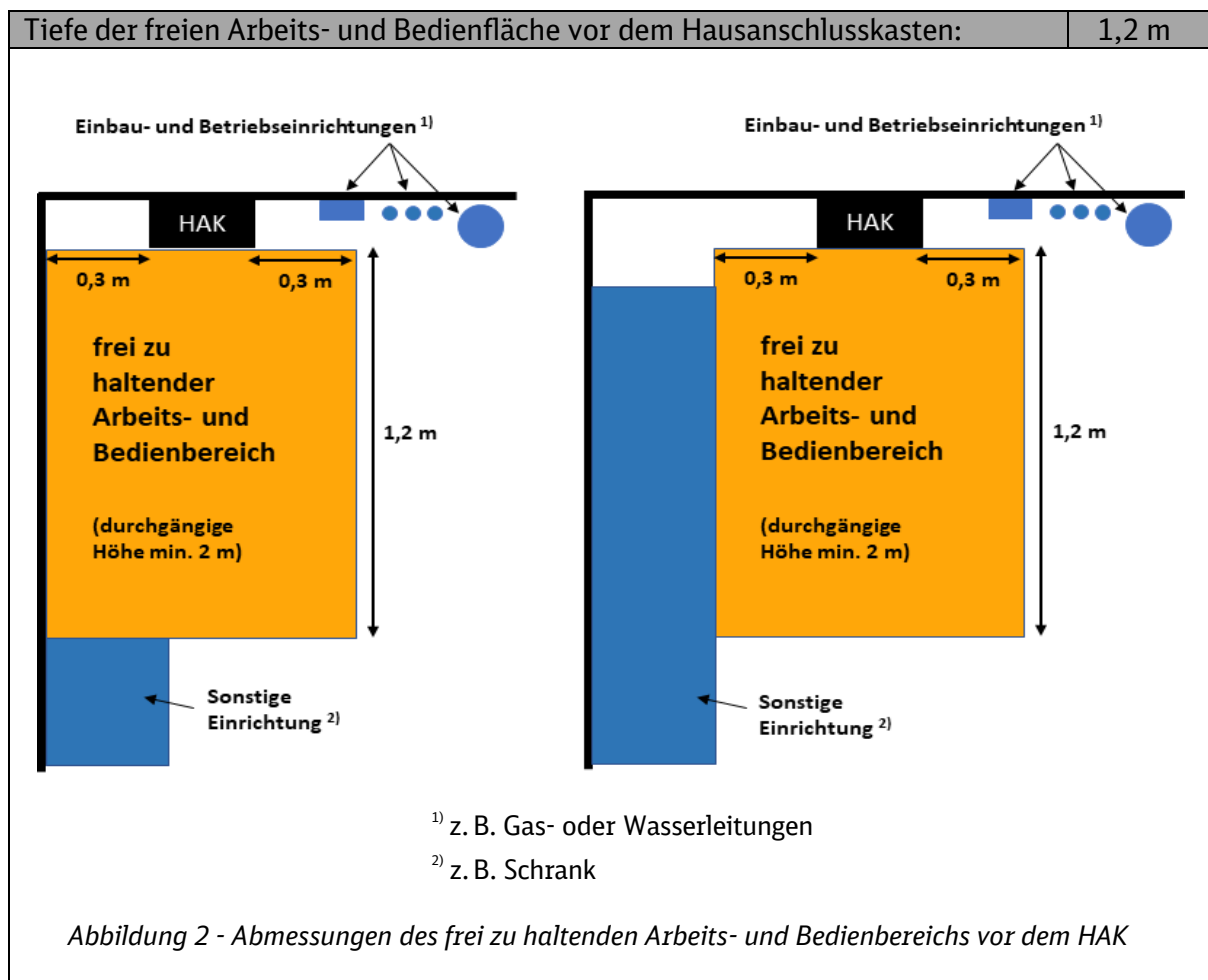 Tiefe der freien Arbeits- und Bedienfläche vor dem Hausanschlusskasten: 1,2 m
Einbau- und Betriebseinrichtungen 1)
HAK
0,3 m
0,3 m
frei zu
haltender
Arbeits- und
Bedienbereich
1,2 m
(durchgängige
Höhe min. 2 m)
Sonstige
Einrichtung 2)
Einbau- und Betriebseinrichtungen 1)
HAK
0,3 m
0,3 m
frei zu
haltender
Arbeits- und
Bedienbereich
1,2 m
(durchgängige
Höhe min. 2 m)
Sonstige
Einrichtung 2)
1) z. B. Gas- oder Wasserleitungen
2) z. B. Schrank
Abbildung 2 - Abmessungen des frei zu haltenden Arbeits- und Bedienbereichs vor dem HAK